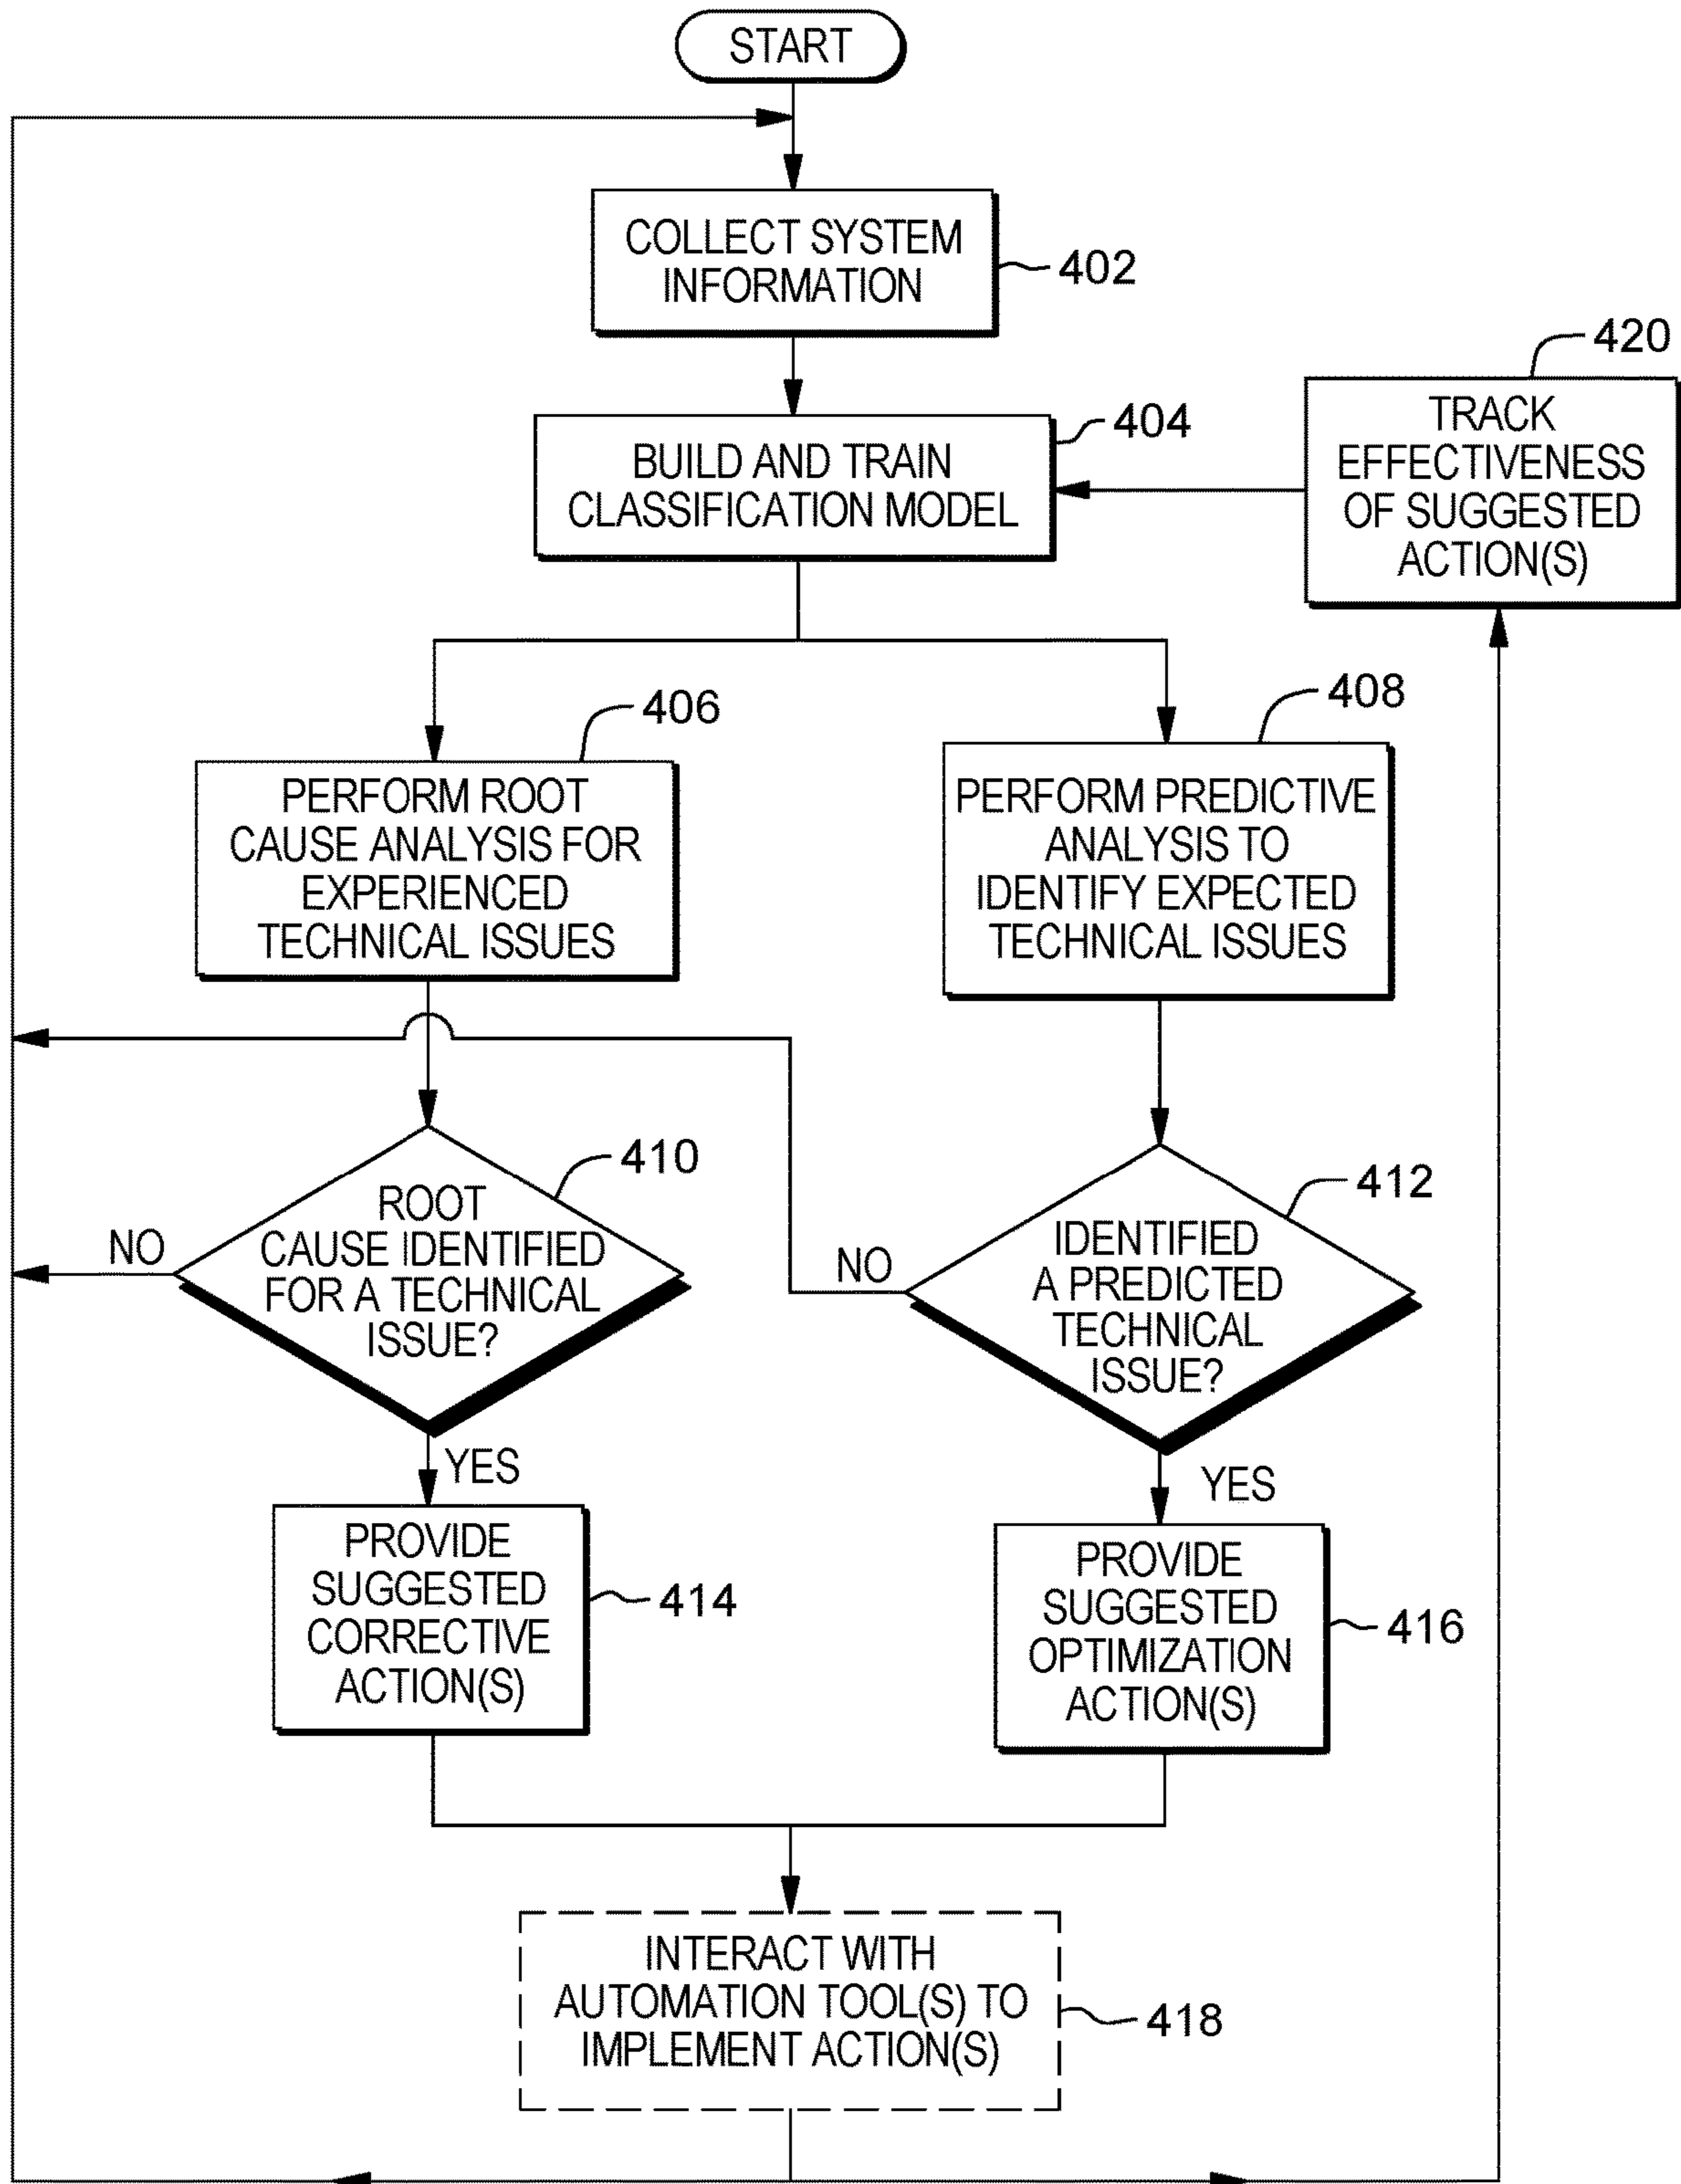 START
COLLECT SYSTEM
INFORMATION
402
420
TRACK
EFFECTIVENESS
OF SUGGESTED
ACTION(S)
404
BUILD AND TRAIN
CLASSIFICATION MODEL
406
PERFORM ROOT
CAUSE ANALYSIS FOR
EXPERIENCED
TECHNICAL ISSUES
408
PERFORM PREDICTIVE
ANALYSIS TO
IDENTIFY EXPECTED
TECHNICAL ISSUES
410
ROOT
CAUSE IDENTIFIED
FOR A TECHNICAL
ISSUE?
NO
412
IDENTIFIED
A PREDICTED
TECHNICAL
ISSUE?
NO
YES
YES
PROVIDE
SUGGESTED
CORRECTIVE
ACTION(S)
414
PROVIDE
SUGGESTED
OPTIMIZATION
ACTION(S)
416
INTERACT WITH
AUTOMATION TOOL(S) TO
IMPLEMENT ACTION(S)
418